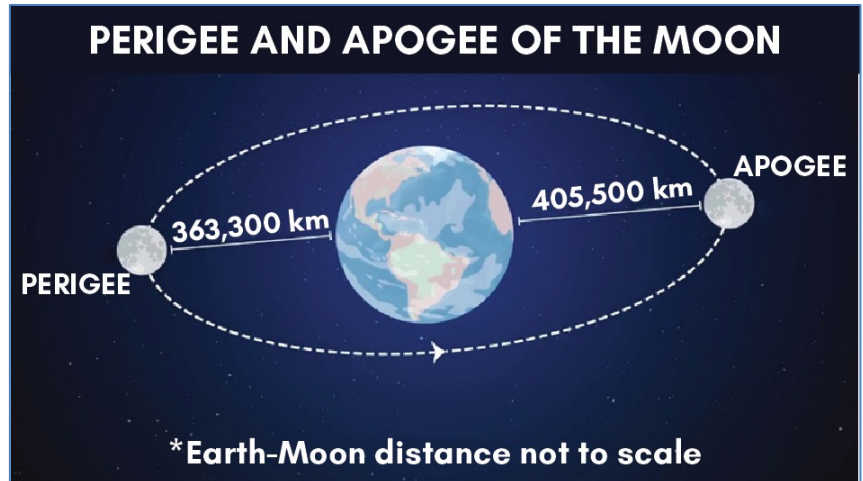 PERIGEE AND APOGEE OF THE MOON
APOGEE
405,500 km
363,300 km
PERIGEE
*Earth-Moon distance not to scale